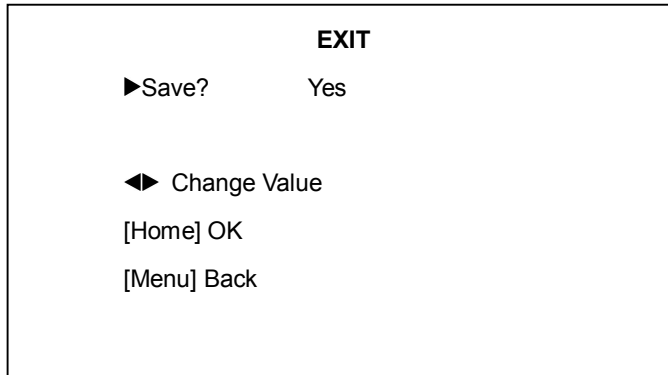 EXIT
▶Save? Yes
◀▶ Change Value
[Home] OK
[Menu] Back